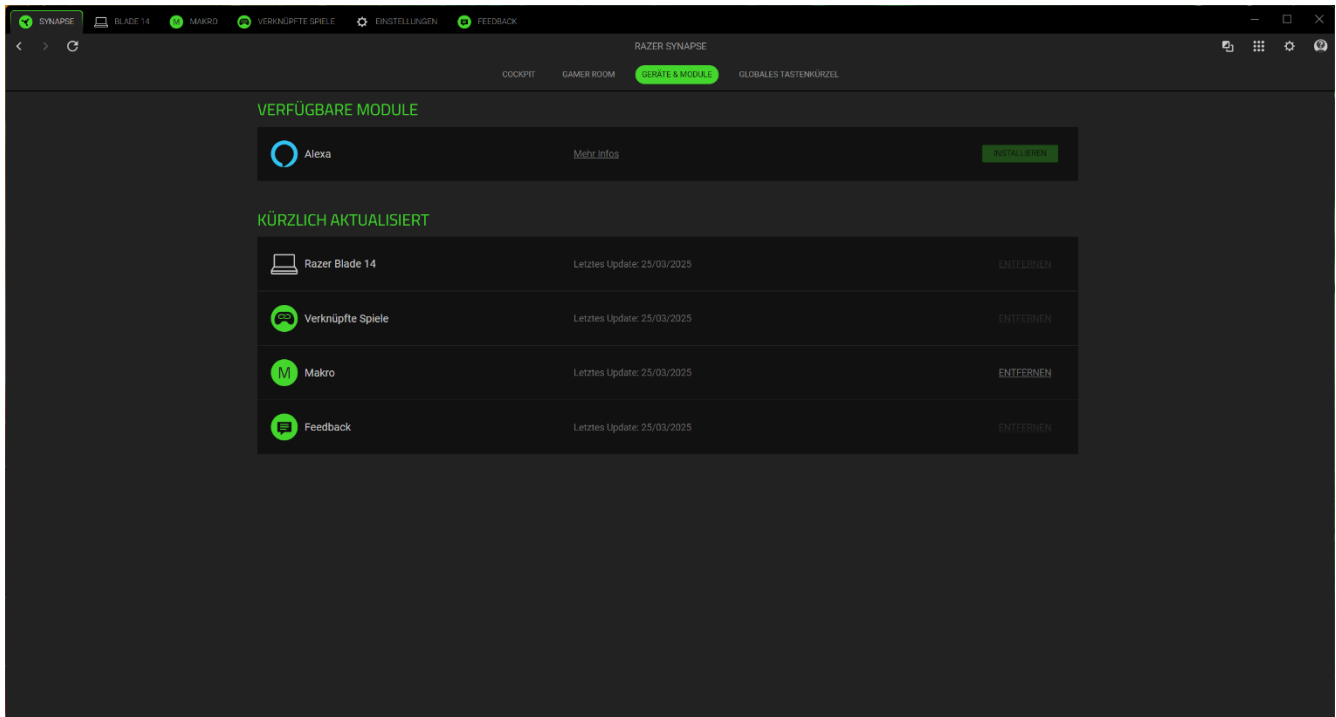 SYNAPSE BLADE 14 M MAKRO VERKNÜPFTE SPIELE EINSTELLUNGEN FEEDBACK
RAZER SYNAPSE
COCKPIT GAMER ROOM GERÄTE & MODULE GLOBALES TASTENKÜRZEL
VERFÜGBARE MODULE
Alexa Mehr Infos INSTALLIEREN
KÜRZLICH AKTUALISIERT
Razer Blade 14 Letztes Update: 25/03/2025 ENTFERNEN
Verknüpfte Spiele Letztes Update: 25/03/2025 ENTFERNEN
M Makro Letztes Update: 25/03/2025 ENTFERNEN
Feedback Letztes Update: 25/03/2025 ENTFERNEN